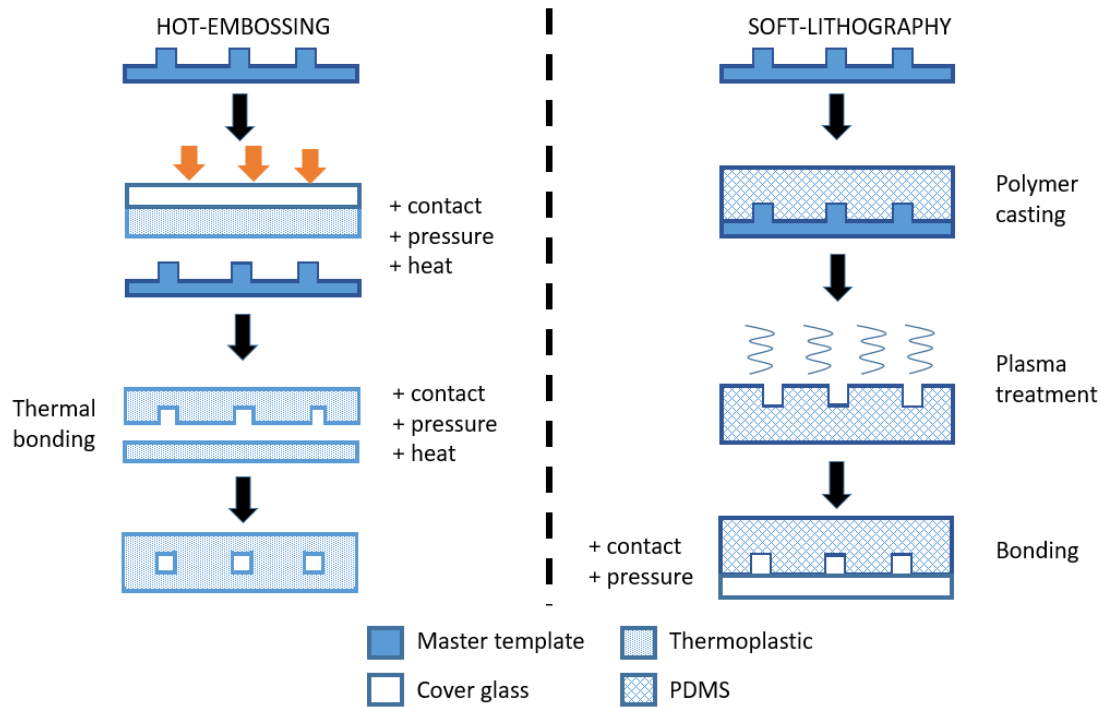 HOT-EMBOSSING
+ contact
+ pressure
+ heat
Thermal
bonding
+ contact
+ pressure
+ heat
SOFT-LITHOGRAPHY
Polymer
casting
Plasma
treatment
+ contact
+ pressure
Bonding
Master template
Thermoplastic
Cover glass
PDMS